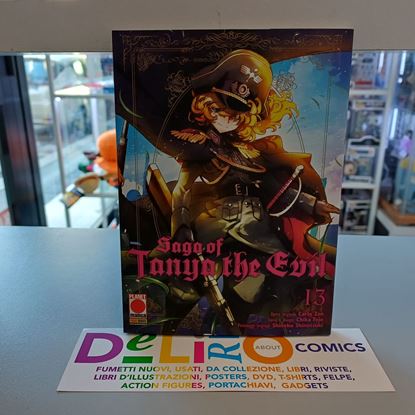 Saga of
Tanya the Evil
13
Carlo Zen
Chika Tojo
Shinobu Shinotsuki
PLANET
MANGA
DeLiRO ABOUT COMICS
FUMETTI NUOVI, USATI, DA COLLEZIONE, LIBRI, RIVISTE,
LIBRI D'ILLUSTRAZIONI, POSTERS, DVD, T-SHIRTS, FELPE,
ACTION FIGURES, PORTACHIAVI, GADGETS